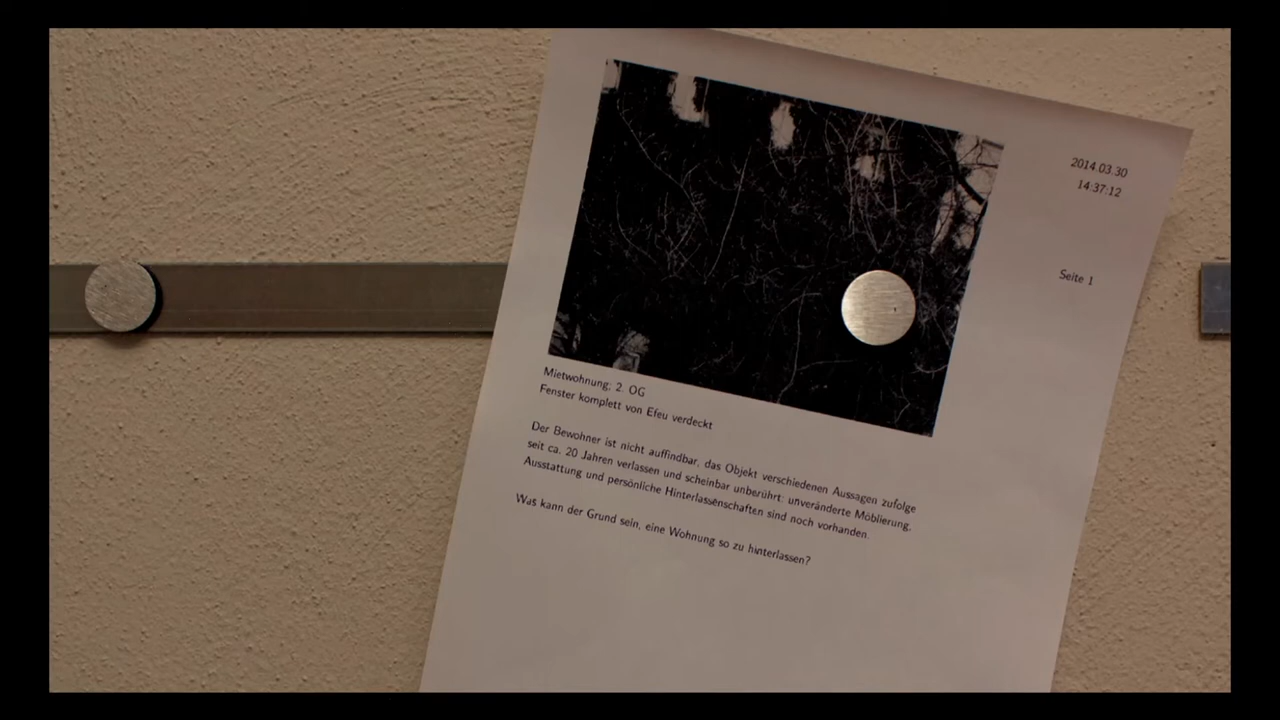 2014.03.30
14:37:12
Seite 1
Mietwohnung; 2. OG
Fenster komplett von Efeu verdeckt
Der Bewohner ist nicht auffindbar, das Objekt verschiedenen Aussagen zufolge
seit ca. 20 Jahren verlassen und scheinbar unberührt: unveränderte Möblierung,
Ausstattung und persönliche Hinterlassenschaften sind noch vorhanden.
Was kann der Grund sein, eine Wohnung so zu hinterlassen?